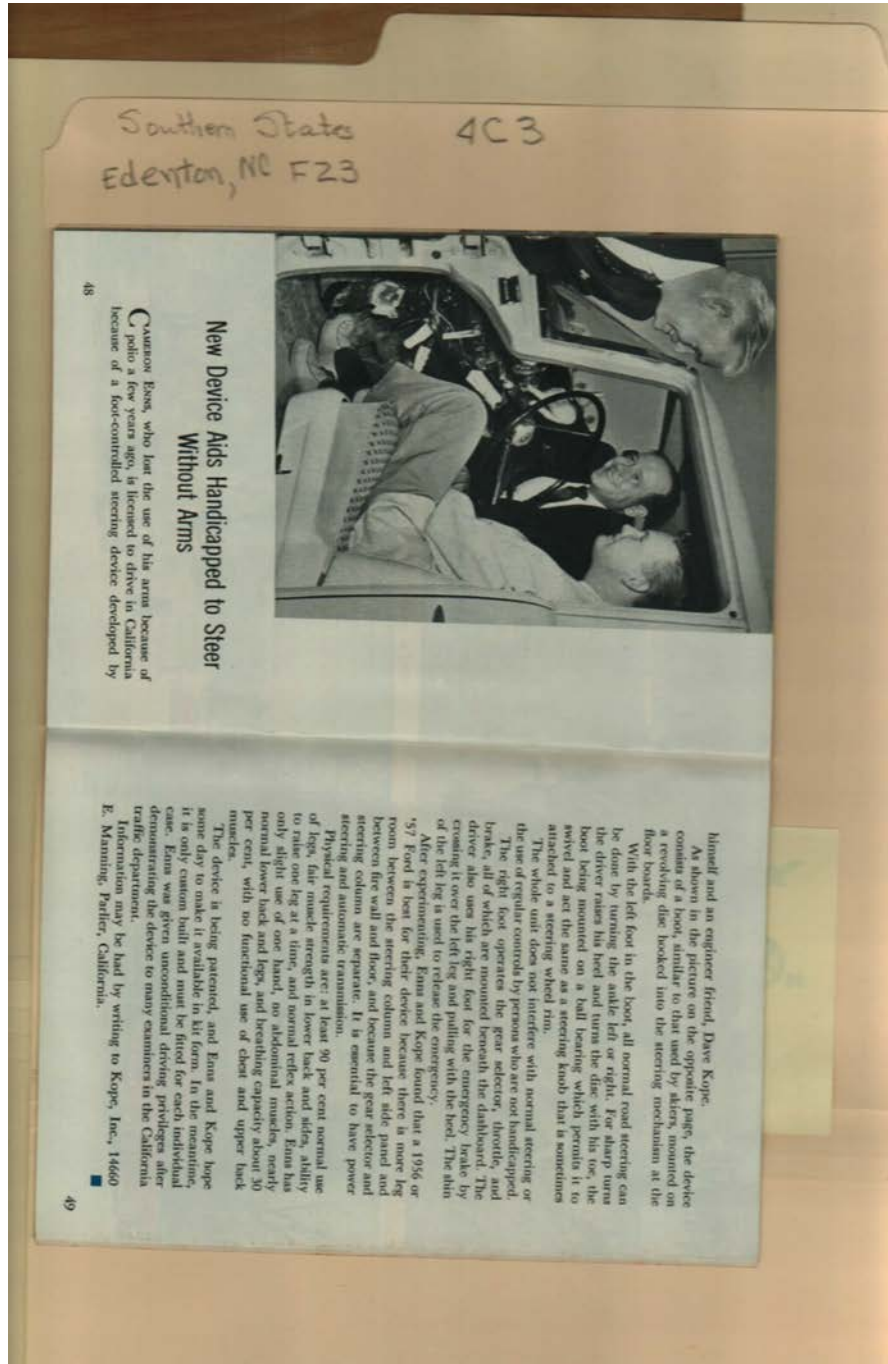 Southern States 4C3
Edenton, NC F23
New Device Aids Handicapped to Steer
Without Arms
CAMERON ENNS, who lost the use of his arms because of
polio a few years ago, is licensed to drive in California
because of a foot-controlled steering device developed by
48
himself and an engineer friend, Dave Kope.
As shown in the picture on the opposite page, the device
consists of a boot, similar to that used by skiers, mounted on
a revolving disc hooked into the steering mechanism at the
floor boards.
With the left foot in the boot, all normal road steering can
be done by turning the ankle left or right. For sharp turns
the driver raises his heel and turns the disc with his toe, the
boot being mounted on a ball bearing which permits it to
swivel and act the same as a steering knob that is sometimes
attached to a steering wheel rim.
The whole unit does not interfere with normal steering or
the use of regular controls by persons who are not handicapped.
The right foot operates the gear selector, throttle, and
brake, all of which are mounted beneath the dashboard. The
driver also uses his right foot for the emergency brake by
crossing it over the left leg and pulling with the heel. The shin
of the left leg is used to release the emergency.
After experimenting, Enns and Kope found that a 1956 or
'57 Ford is best for their device because there is more leg
room between the steering column and left side panel and
between fire wall and floor, and because the gear selector and
steering column are separate. It is essential to have power
steering and automatic transmission.
Physical requirements are: at least 90 per cent normal use
of legs, fair muscle strength in lower back and sides, ability
to raise one leg at a time, and normal reflex action. Enns has
only slight use of one hand, no abdominal muscles, nearly
normal lower back and legs, and breathing capacity about 30
per cent, with no functional use of chest and upper back
muscles.
The device is being patented, and Enns and Kope hope
some day to make it available in kit form. In the meantime,
it is only custom built and must be fitted for each individual
case. Enns was given unconditional driving privileges after
demonstrating the device to many examiners in the California
traffic department.
Information may be had by writing to Kope, Inc., 14660
E. Manning, Parlier, California.
49